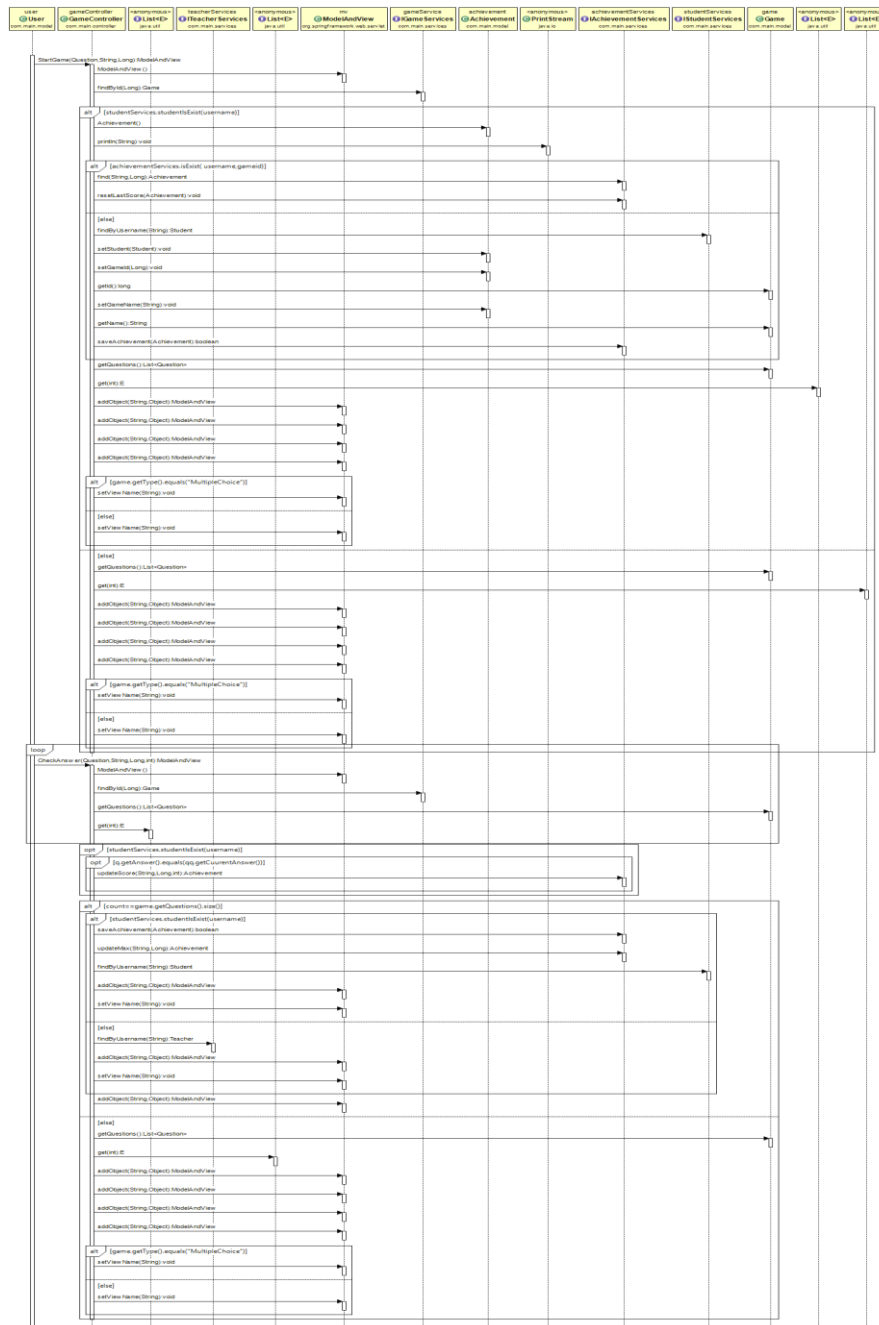 user
User
com.main.model
gameController
GameController
com.main.controller
<anonymous>
List<E>
java.util
teacherServices
ITeacherServices
com.main.services
<anonymous>
List<E>
java.util
mv
ModelAndView
org.springframework.web.servlet
gameService
IGameServices
com.main.services
achievement
Achievement
com.main.model
<anonymous>
PrintStream
java.io
achievementServices
IAchievementServices
com.main.services
studentServices
IStudentServices
com.main.services
game
Game
com.main.model
<anonymous>
List<E>
java.util
<anonymous>
List<E>
java.util
StartGame(Question,String,Long):ModelAndView
ModelAndView()
findById(Long):Game
alt [studentServices.studentIsExist(username)]
Achievement()
println(String):void
alt [achievementServices.isExist( username,gameid)]
find(String,Long):Achievement
resetLastScore(Achievement):void
[else]
findByUsername(String):Student
setStudent(Student):void
setGameId(Long):void
getId():long
setGameName(String):void
getName():String
saveAchievement(Achievement):boolean
getQuestions():List<Question>
get(int):E
addObject(String,Object):ModelAndView
addObject(String,Object):ModelAndView
addObject(String,Object):ModelAndView
addObject(String,Object):ModelAndView
alt [game.getType().equals("MultipleChoice")]
setViewName(String):void
[else]
setViewName(String):void
[else]
getQuestions():List<Question>
get(int):E
addObject(String,Object):ModelAndView
addObject(String,Object):ModelAndView
addObject(String,Object):ModelAndView
addObject(String,Object):ModelAndView
alt [game.getType().equals("MultipleChoice")]
setViewName(String):void
[else]
setViewName(String):void
loop
CheckAnswer(Question,String,Long,int):ModelAndView
ModelAndView()
findById(Long):Game
getQuestions():List<Question>
get(int):E
opt [studentServices.studentIsExist(username)]
opt [q.getAnswer().equals(qq.getCuurentAnswer())]
updateScore(String,Long,int):Achievement
alt [count==game.getQuestions().size()]
alt [studentServices.studentIsExist(username)]
saveAchievement(Achievement):boolean
updateMax(String,Long):Achievement
findByUsername(String):Student
addObject(String,Object):ModelAndView
setViewName(String):void
[else]
findByUsername(String):Teacher
addObject(String,Object):ModelAndView
setViewName(String):void
addObject(String,Object):ModelAndView
[else]
getQuestions():List<Question>
get(int):E
addObject(String,Object):ModelAndView
addObject(String,Object):ModelAndView
addObject(String,Object):ModelAndView
addObject(String,Object):ModelAndView
alt [game.getType().equals("MultipleChoice")]
setViewName(String):void
[else]
setViewName(String):void